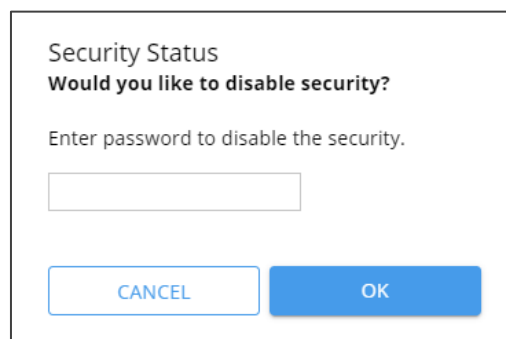 Security Status
Would you like to disable security?
Enter password to disable the security.
CANCEL
OK